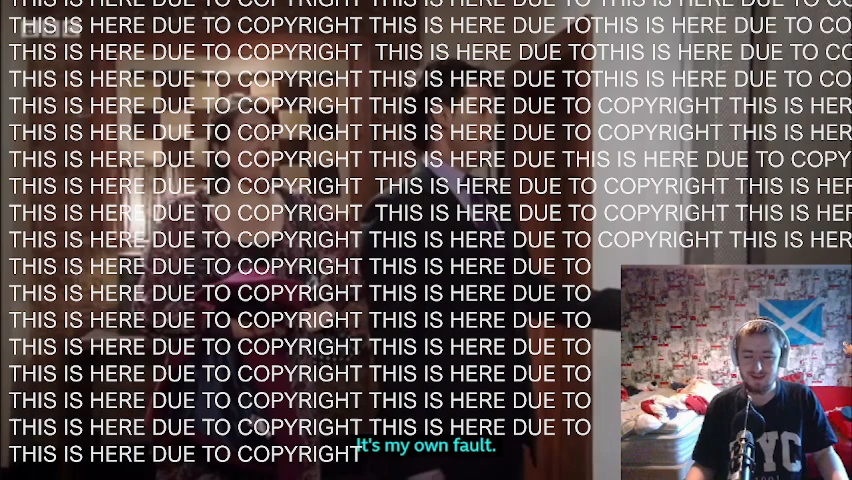 THIS IS HERE DUE TO COPYRIGHT THIS IS HERE DUE TOTHIS IS HERE DUE TO CO
THIS IS HERE DUE TO COPYRIGHT THIS IS HERE DUE TOTHIS IS HERE DUE TO CO
THIS IS HERE DUE TO COPYRIGHT THIS IS HERE DUE TOTHIS IS HERE DUE TO CO
THIS IS HERE DUE TO COPYRIGHT THIS IS HERE DUE TOTHIS IS HERE DUE TO CO
THIS IS HERE DUE TO COPYRIGHT THIS IS HERE DUE TO COPYRIGHT THIS IS HER
THIS IS HERE DUE TO COPYRIGHT THIS IS HERE DUE TO COPYRIGHT THIS IS HER
THIS IS HERE DUE TO COPYRIGHT THIS IS HERE DUE THIS IS HERE DUE TO COPY
THIS IS HERE DUE TO COPYRIGHT THIS IS HERE DUE TO COPYRIGHT THIS IS HER
THIS IS HERE DUE TO COPYRIGHT THIS IS HERE DUE TO COPYRIGHT THIS IS HER
THIS IS HERE DUE TO COPYRIGHT THIS IS HERE DUE TO COPYRIGHT THIS IS HER
THIS IS HERE DUE TO COPYRIGHT THIS IS HERE DUE TO
THIS IS HERE DUE TO COPYRIGHT THIS IS HERE DUE TO
THIS IS HERE DUE TO COPYRIGHT THIS IS HERE DUE TO
THIS IS HERE DUE TO COPYRIGHT THIS IS HERE DUE TO
THIS IS HERE DUE TO COPYRIGHT THIS IS HERE DUE TO
THIS IS HERE DUE TO COPYRIGHT THIS IS HERE DUE TO
THIS IS HERE DUE TO COPYRIGHT THIS IS HERE DUE TO
THIS IS HERE DUE TO COPYRIGHT
It's my own fault.